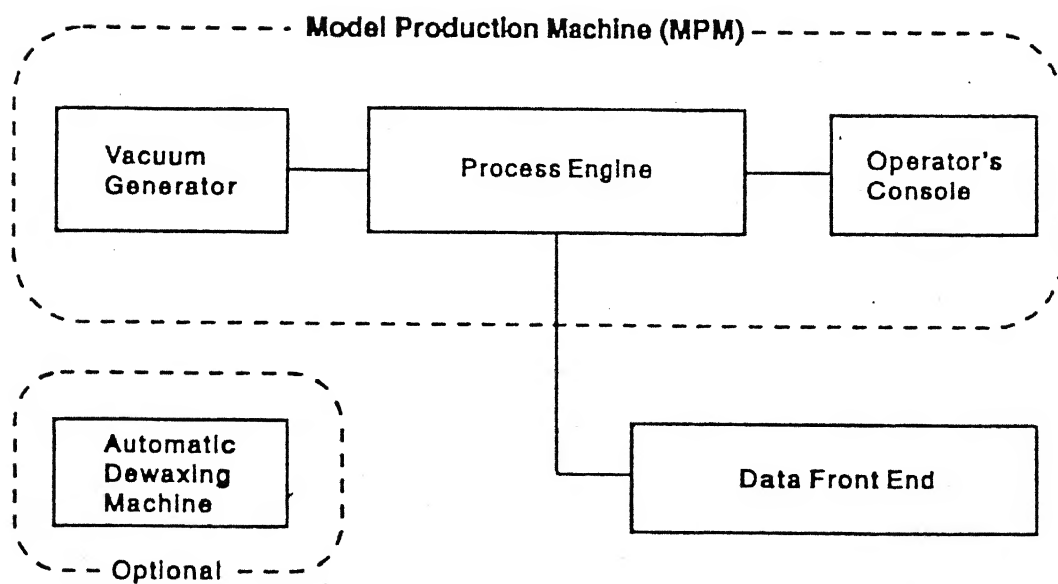 Model Production Machine (MPM)
Vacuum
Generator
Process Engine
Operator's
Console
Automatic
Dewaxing
Machine
Data Front End
Optional